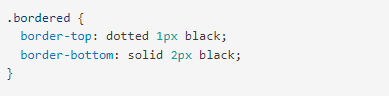 .bordered {
  border-top: dotted 1px black;
  border-bottom: solid 2px black;
}